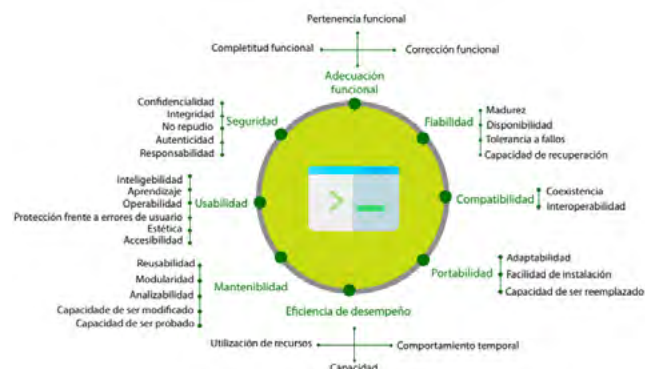 Pertenencia funcional
Completitud funcional
Corrección funcional
Adecuación
funcional
Confidencialidad
Integridad
No repudio
Autenticidad
Responsabilidad
Seguridad
Fiabilidad
Madurez
Disponibilidad
Tolerancia a fallos
Capacidad de recuperación
Inteligebilidad
Aprendizaje
Operabilidad
Protección frente a errores de usuario
Estética
Accesibilidad
Usabilidad
Compatibilidad
Coexistencia
Interoperabilidad
Reusabilidad
Modularidad
Analizabilidad
Capacidade de ser modificado
Capacidad de ser probado
Manteniblidad
Portabilidad
Adaptabilidad
Facilidad de instalación
Capacidad de ser reemplazado
Eficiencia de desempeño
Utilización de recursos
Comportamiento temporal
Capacidad